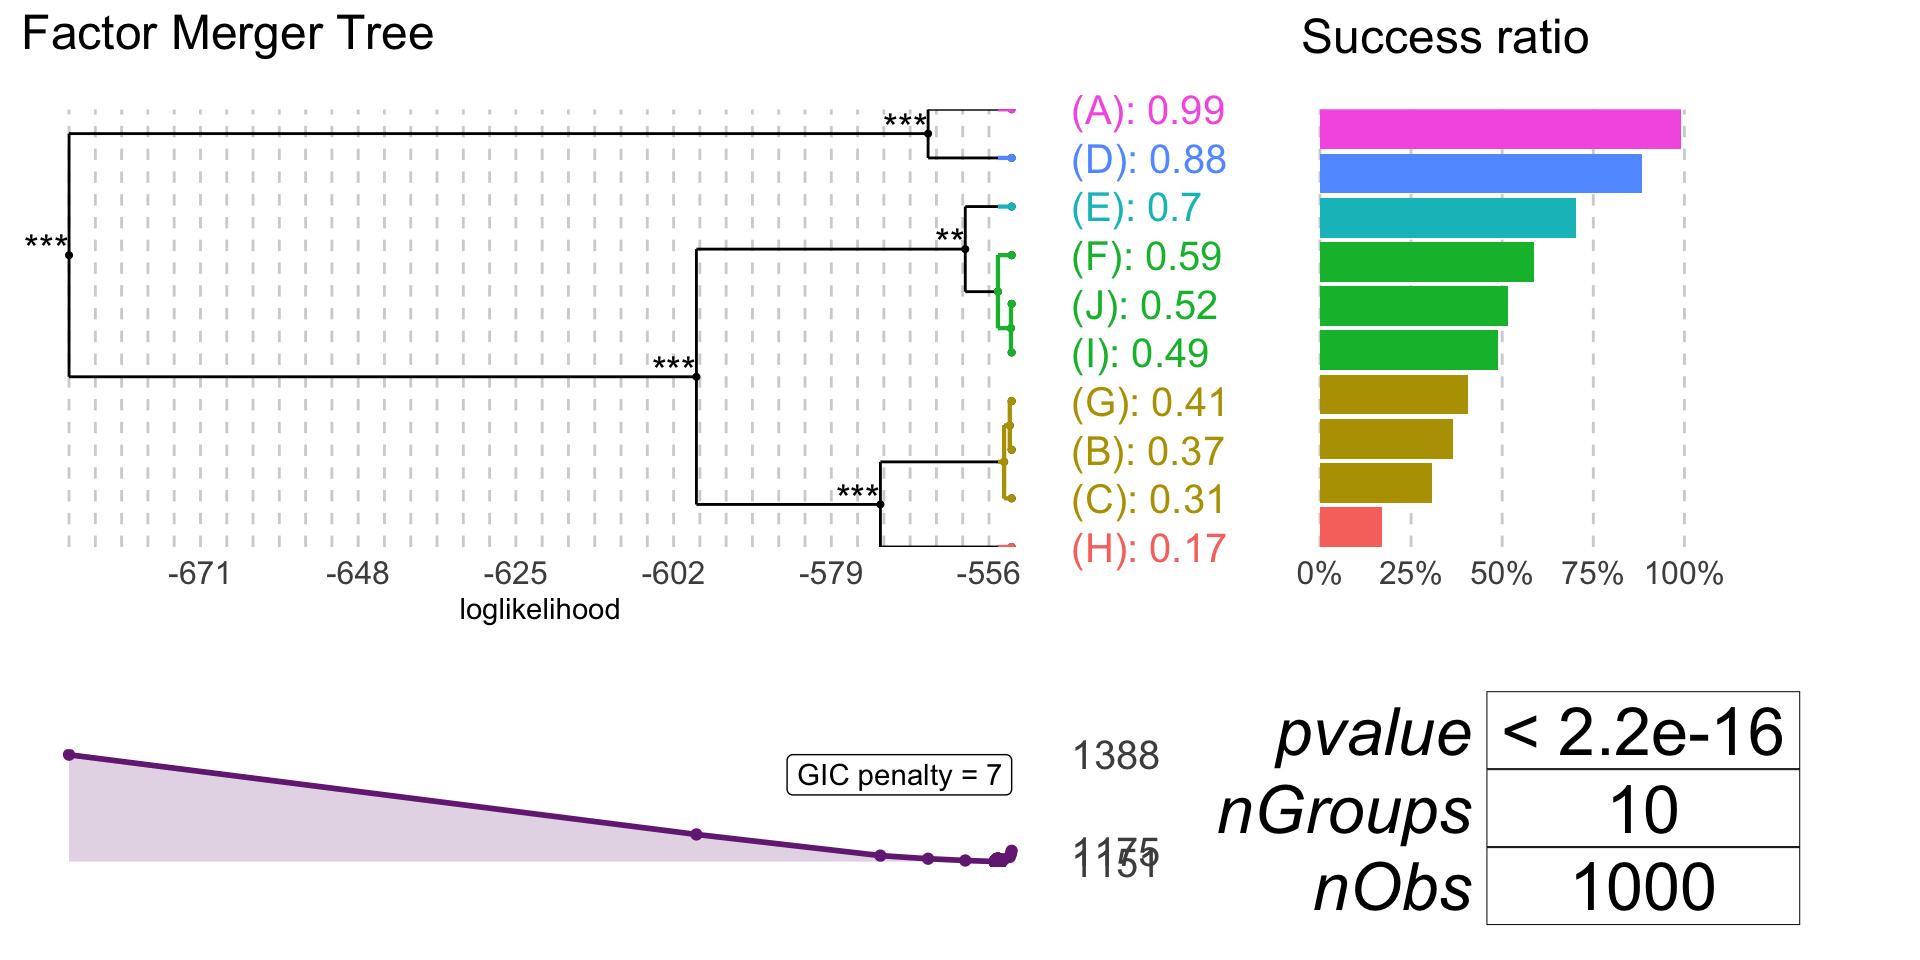 Factor Merger Tree
Success ratio
***
***
**
***
***
(A): 0.99
(D): 0.88
(E): 0.7
(F): 0.59
(J): 0.52
(I): 0.49
(G): 0.41
(B): 0.37
(C): 0.31
(H): 0.17
-671 -648 -625 -602 -579 -556
loglikelihood
0% 25% 50% 75% 100%
GIC penalty = 7
1388
1175
1151
pvalue < 2.2e-16
nGroups 10
nObs 1000